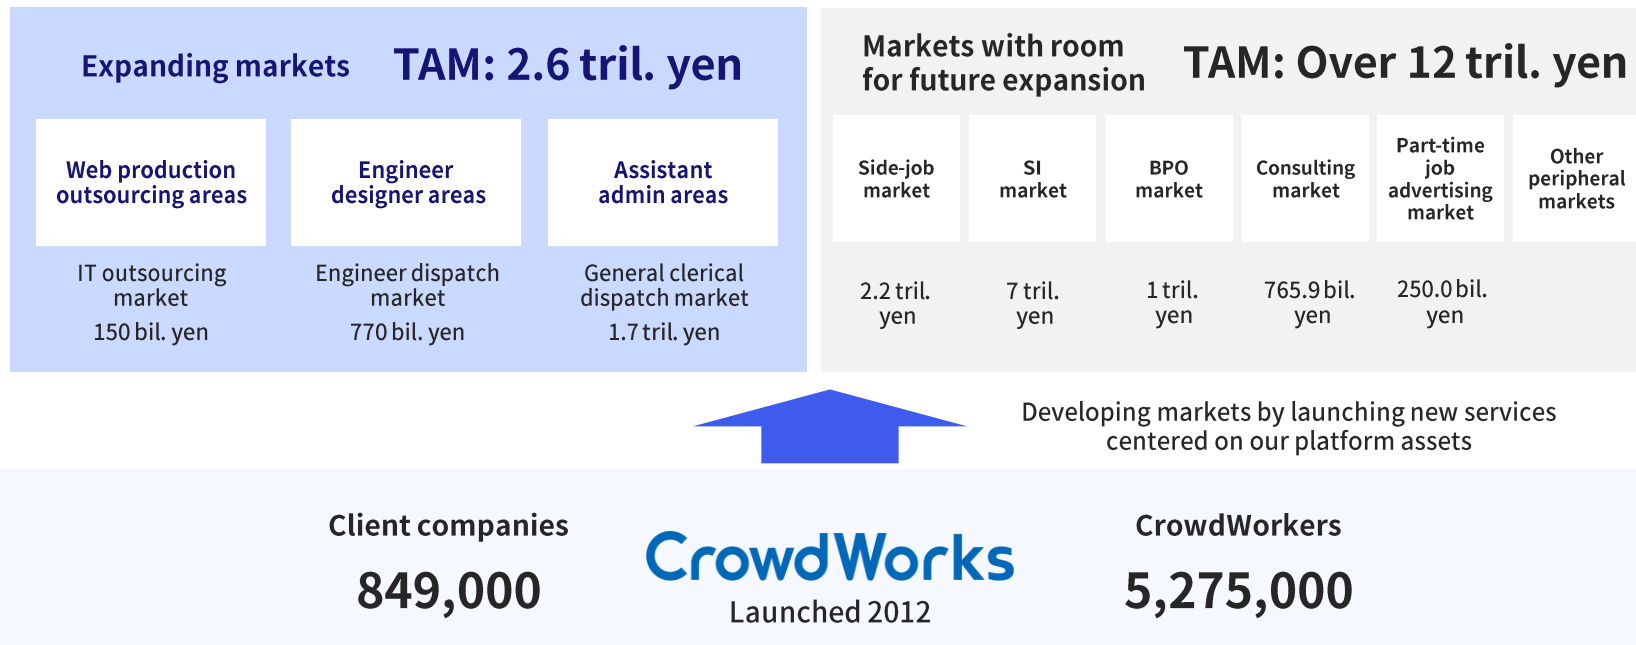 Expanding markets
TAM: 2.6 tril. yen
Web production
outsourcing areas
IT outsourcing
market
150 bil. yen
Engineer
designer areas
Engineer dispatch
market
770 bil. yen
Assistant
admin areas
General clerical
dispatch market
1.7 tril. yen
Markets with room
for future expansion
TAM: Over 12 tril. yen
Side-job
market
2.2 tril.
yen
SI
market
7 tril.
yen
BPO
market
1 tril.
yen
Consulting
market
765.9 bil.
yen
Part-time
job
advertising
market
250.0 bil.
yen
Other
peripheral
markets
Developing markets by launching new services
centered on our platform assets
Client companies
849,000
CrowdWorks
Launched 2012
CrowdWorkers
5,275,000